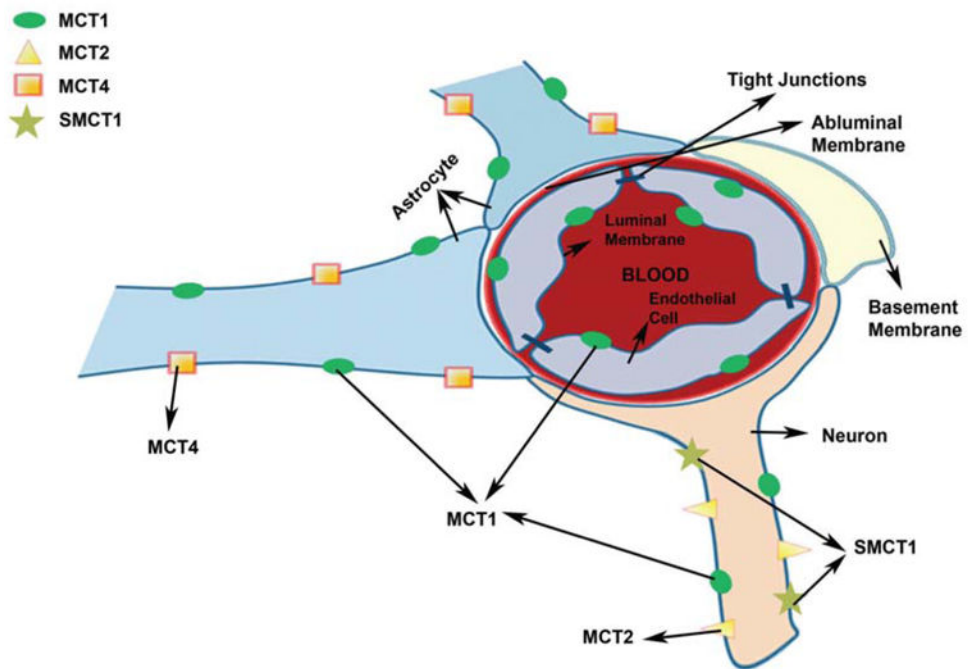 MCT1
MCT2
MCT4
SMCT1
Tight Junctions
Abluminal
Membrane
Astrocyte
Luminal
Membrane
BLOOD
Endothelial
Cell
Basement
Membrane
MCT4
Neuron
MCT1
SMCT1
MCT2